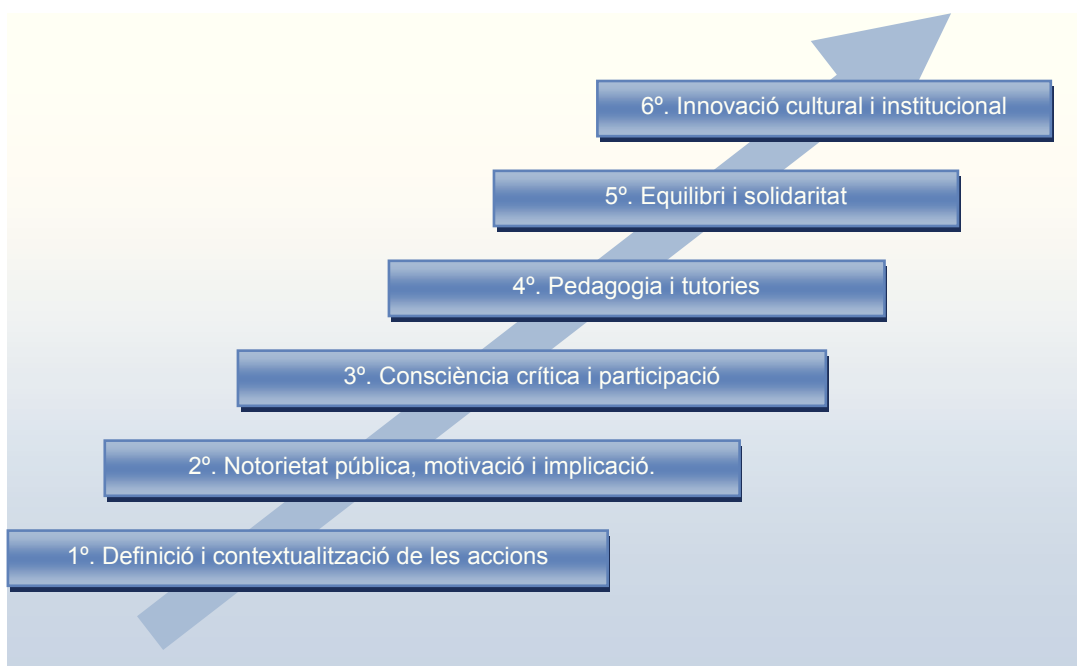 6º. Innovació cultural i institucional
5º. Equilibri i solidaritat
4º. Pedagogia i tutories
3º. Consciència crítica i participació
2º. Notorietat pública, motivació i implicació.
1º. Definició i contextualització de les accions